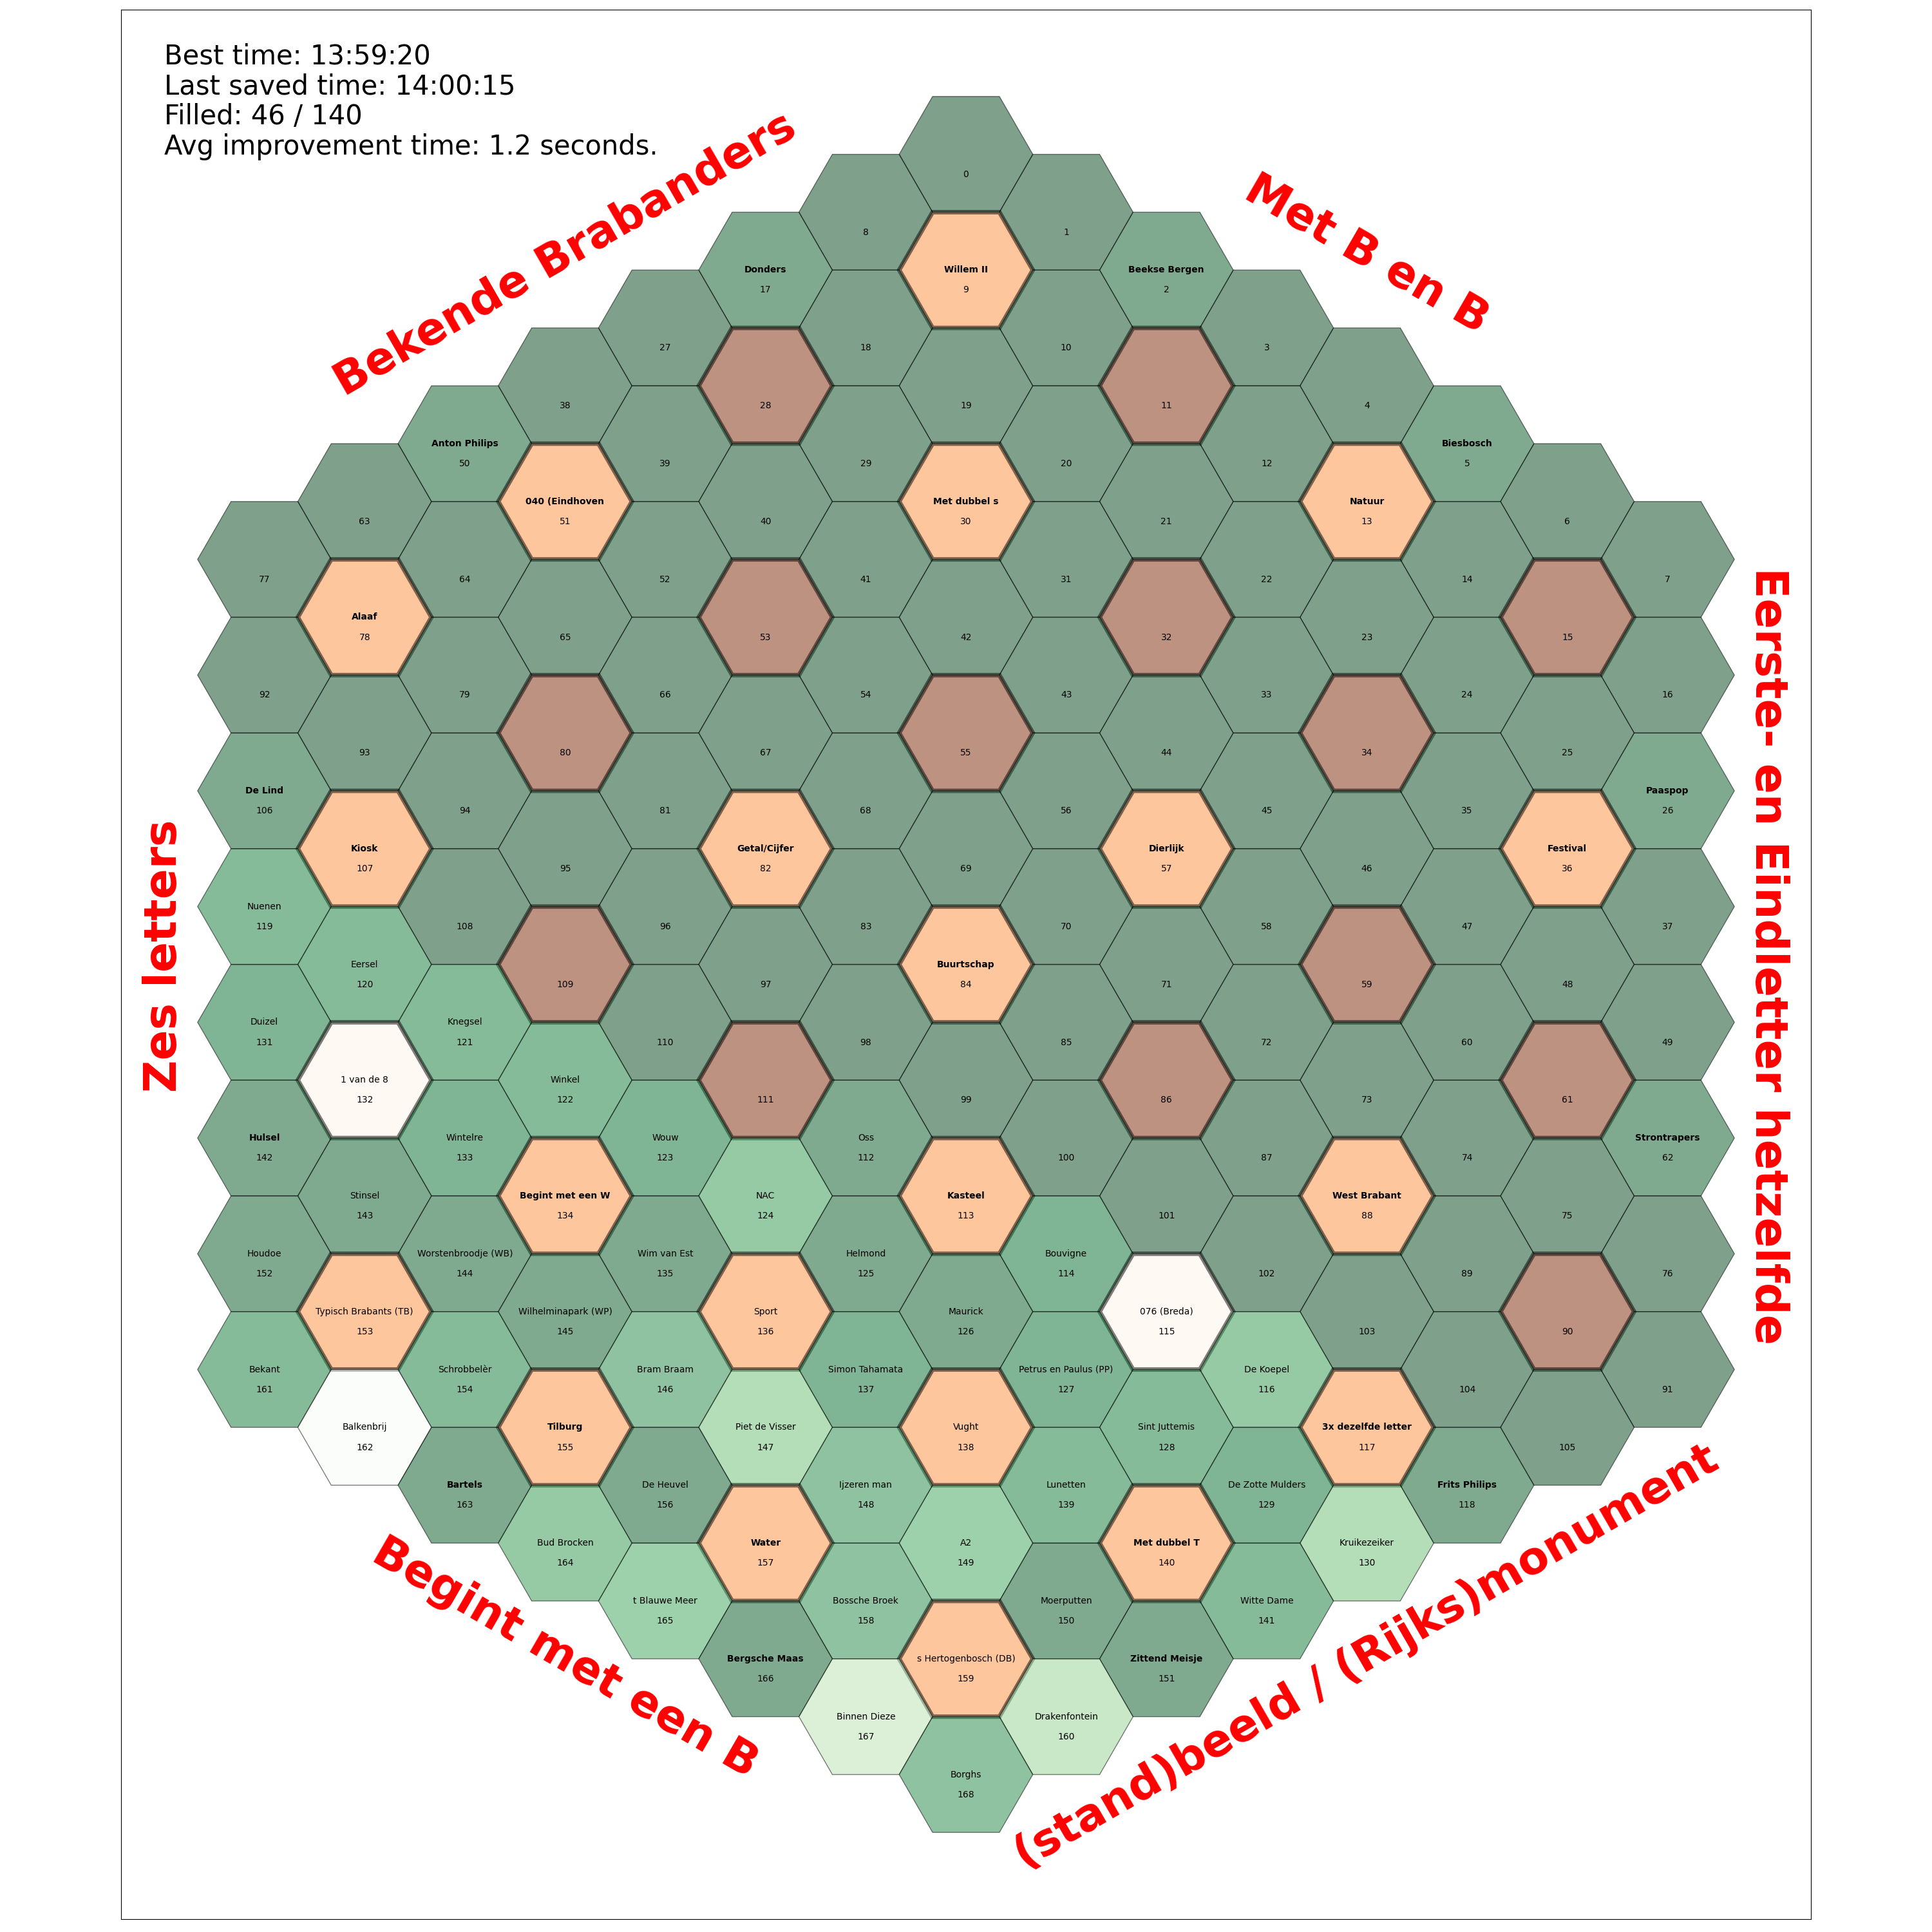 Best time: 13:59:20
Last saved time: 14:00:15
Filled: 46 / 140
Avg improvement time: 1.2 seconds.
Bekende Brabanders
Met B en B
Zes letters
Eerste- en Eindletter hetzelfde
Begint met een B
(stand)beeld / (Rijks)monument
0
8
1
Donders
17
Willem II
9
Beekse Bergen
2
27
18
10
3
38
28
19
11
4
Anton Philips
50
39
29
20
12
Biesbosch
5
63
040 (Eindhoven
51
40
Met dubbel s
30
21
Natuur
13
6
77
64
52
41
31
22
14
7
Alaaf
78
65
53
42
32
23
15
92
79
66
54
43
33
24
16
93
80
67
55
44
34
25
De Lind
106
94
81
68
56
45
35
Paaspop
26
Kiosk
107
95
Getal/Cijfer
82
69
Dierlijk
57
46
Festival
36
Nuenen
119
108
96
83
70
58
47
37
Eersel
120
109
97
Buurtschap
84
71
59
48
Duizel
131
Knegsel
121
110
98
85
72
60
49
1 van de 8
132
Winkel
122
111
99
86
73
61
Hulsel
142
Wintelre
133
Wouw
123
Oss
112
100
87
74
Strontrapers
62
Stinsel
143
Begint met een W
134
NAC
124
Kasteel
113
101
West Brabant
88
75
Houdoe
152
Worstenbroodje (WB)
144
Wim van Est
135
Helmond
125
Bouvigne
114
102
89
76
Typisch Brabants (TB)
153
Wilhelminapark (WP)
145
Sport
136
Maurick
126
076 (Breda)
115
103
90
Bekant
161
Schrobbelèr
154
Bram Braam
146
Simon Tahamata
137
Petrus en Paulus (PP)
127
De Koepel
116
104
91
Balkenbrij
162
Tilburg
155
Piet de Visser
147
Vught
138
Sint Juttemis
128
3x dezelfde letter
117
105
Bartels
163
De Heuvel
156
Ijzeren man
148
Lunetten
139
De Zotte Mulders
129
Frits Philips
118
Bud Brocken
164
Water
157
A2
149
Met dubbel T
140
Kruikezeiker
130
t Blauwe Meer
165
Bossche Broek
158
Moerputten
150
Witte Dame
141
Bergsche Maas
166
s Hertogenbosch (DB)
159
Zittend Meisje
151
Binnen Dieze
167
Drakenfontein
160
Borghs
168